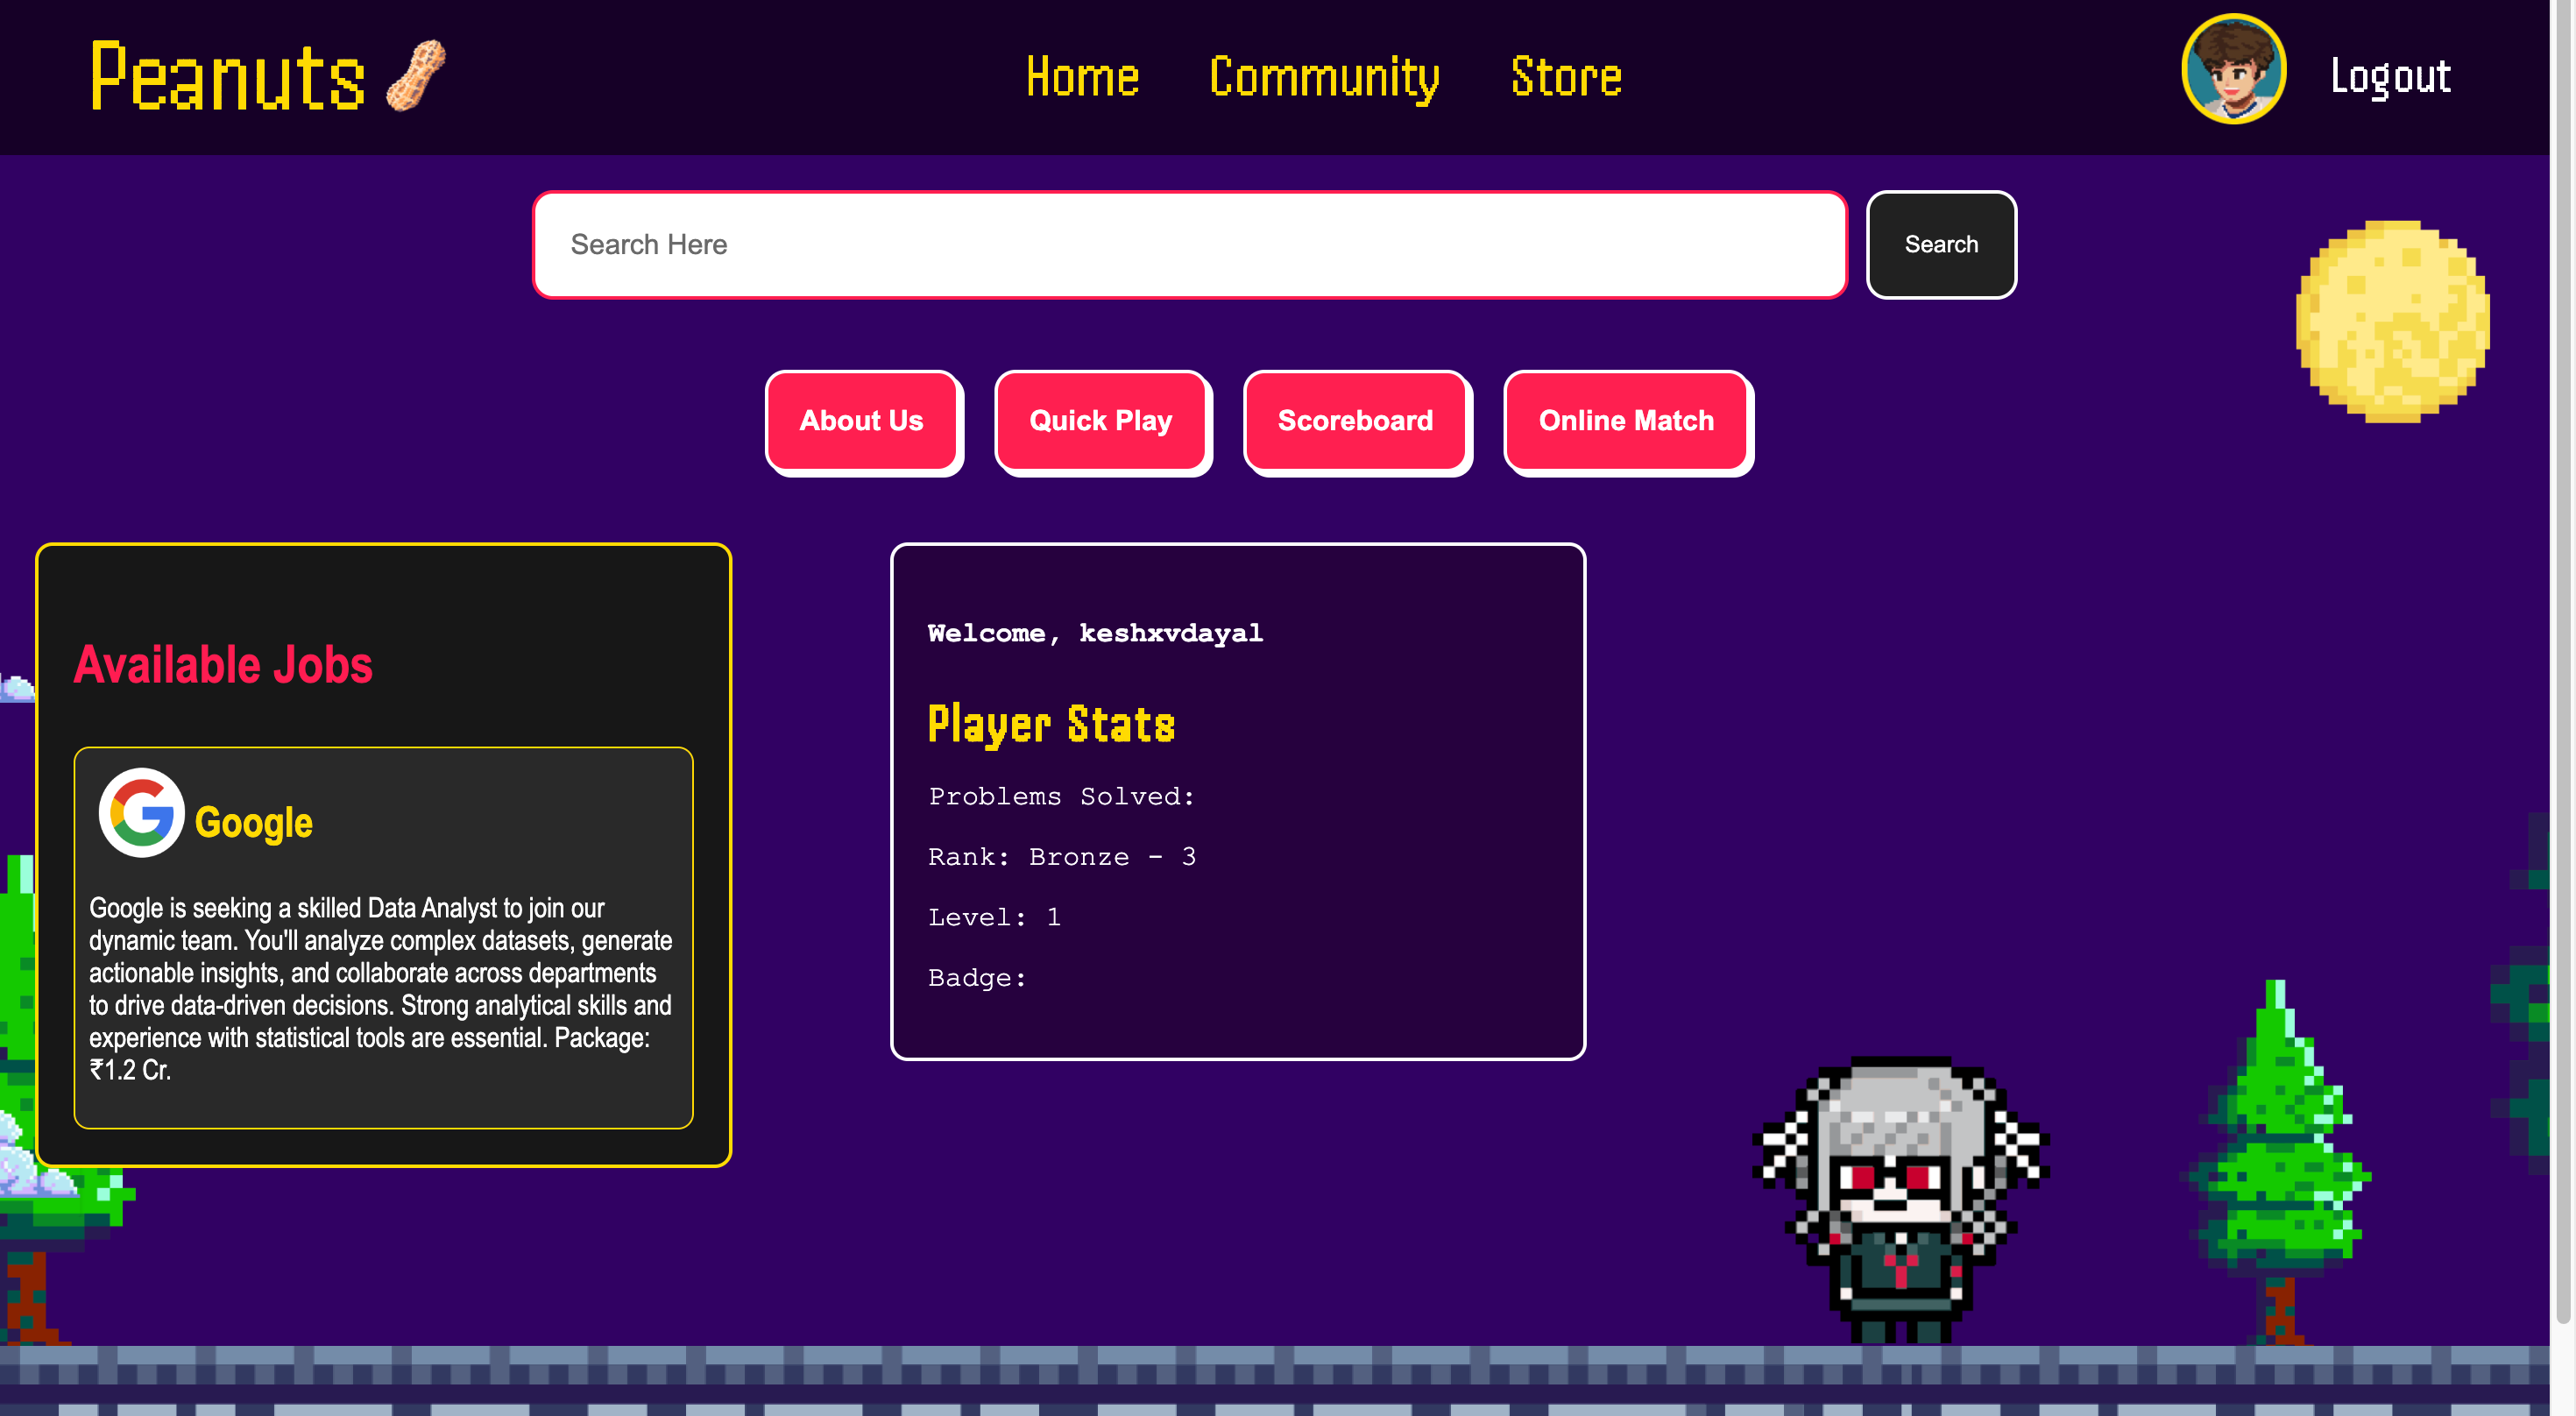 Peanuts
Home Community Store
Logout
Search Here
Search
About Us
Quick Play
Scoreboard
Online Match
Available Jobs
Google
Google is seeking a skilled Data Analyst to join our
dynamic team. You'll analyze complex datasets, generate
actionable insights, and collaborate across departments
to drive data-driven decisions. Strong analytical skills and
experience with statistical tools are essential. Package:
₹1.2 Cr.
Welcome, keshxvdayal
Player Stats
Problems Solved:
Rank: Bronze - 3
Level: 1
Badge: